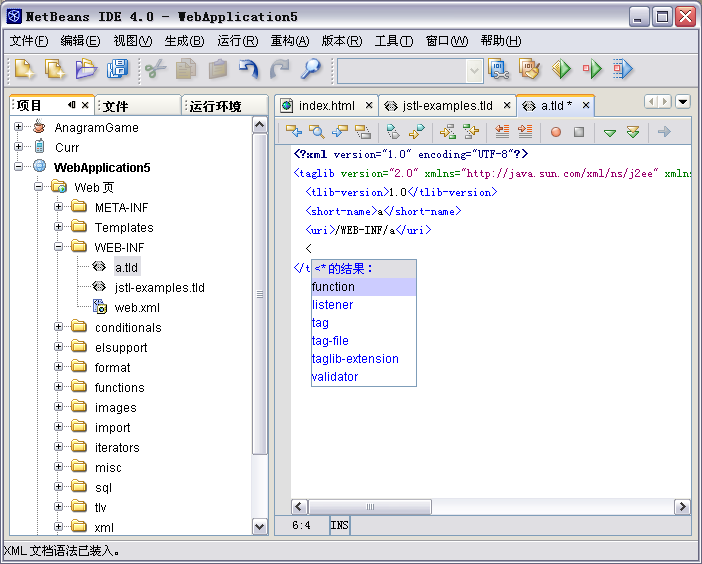 NetBeans IDE 4.0 - WebApplication5
文件(F) 编辑(E) 视图(V) 生成(B) 运行(R) 重构(A) 版本(R) 工具(T) 窗口(W) 帮助(H)
项目 文件 运行环境
index.html jstl-examples.tld a.tld *
AnagramGame
Curr
WebApplication5
Web 页
META-INF
Templates
WEB-INF
a.tld
jstl-examples.tld
web.xml
conditionals
elsupport
format
functions
images
import
iterators
misc
sql
tlv
xml
<?xml version="1.0" encoding="UTF-8"?>
<taglib version="2.0" xmlns="http://java.sun.com/xml/ns/j2ee" xmlns
<tlib-version>1.0</tlib-version>
<short-name>a</short-name>
<uri>/WEB-INF/a</uri>
<
</t
<* 的结果：
function
listener
tag
tag-file
taglib-extension
validator
6:4 INS
XML 文档语法已装入。